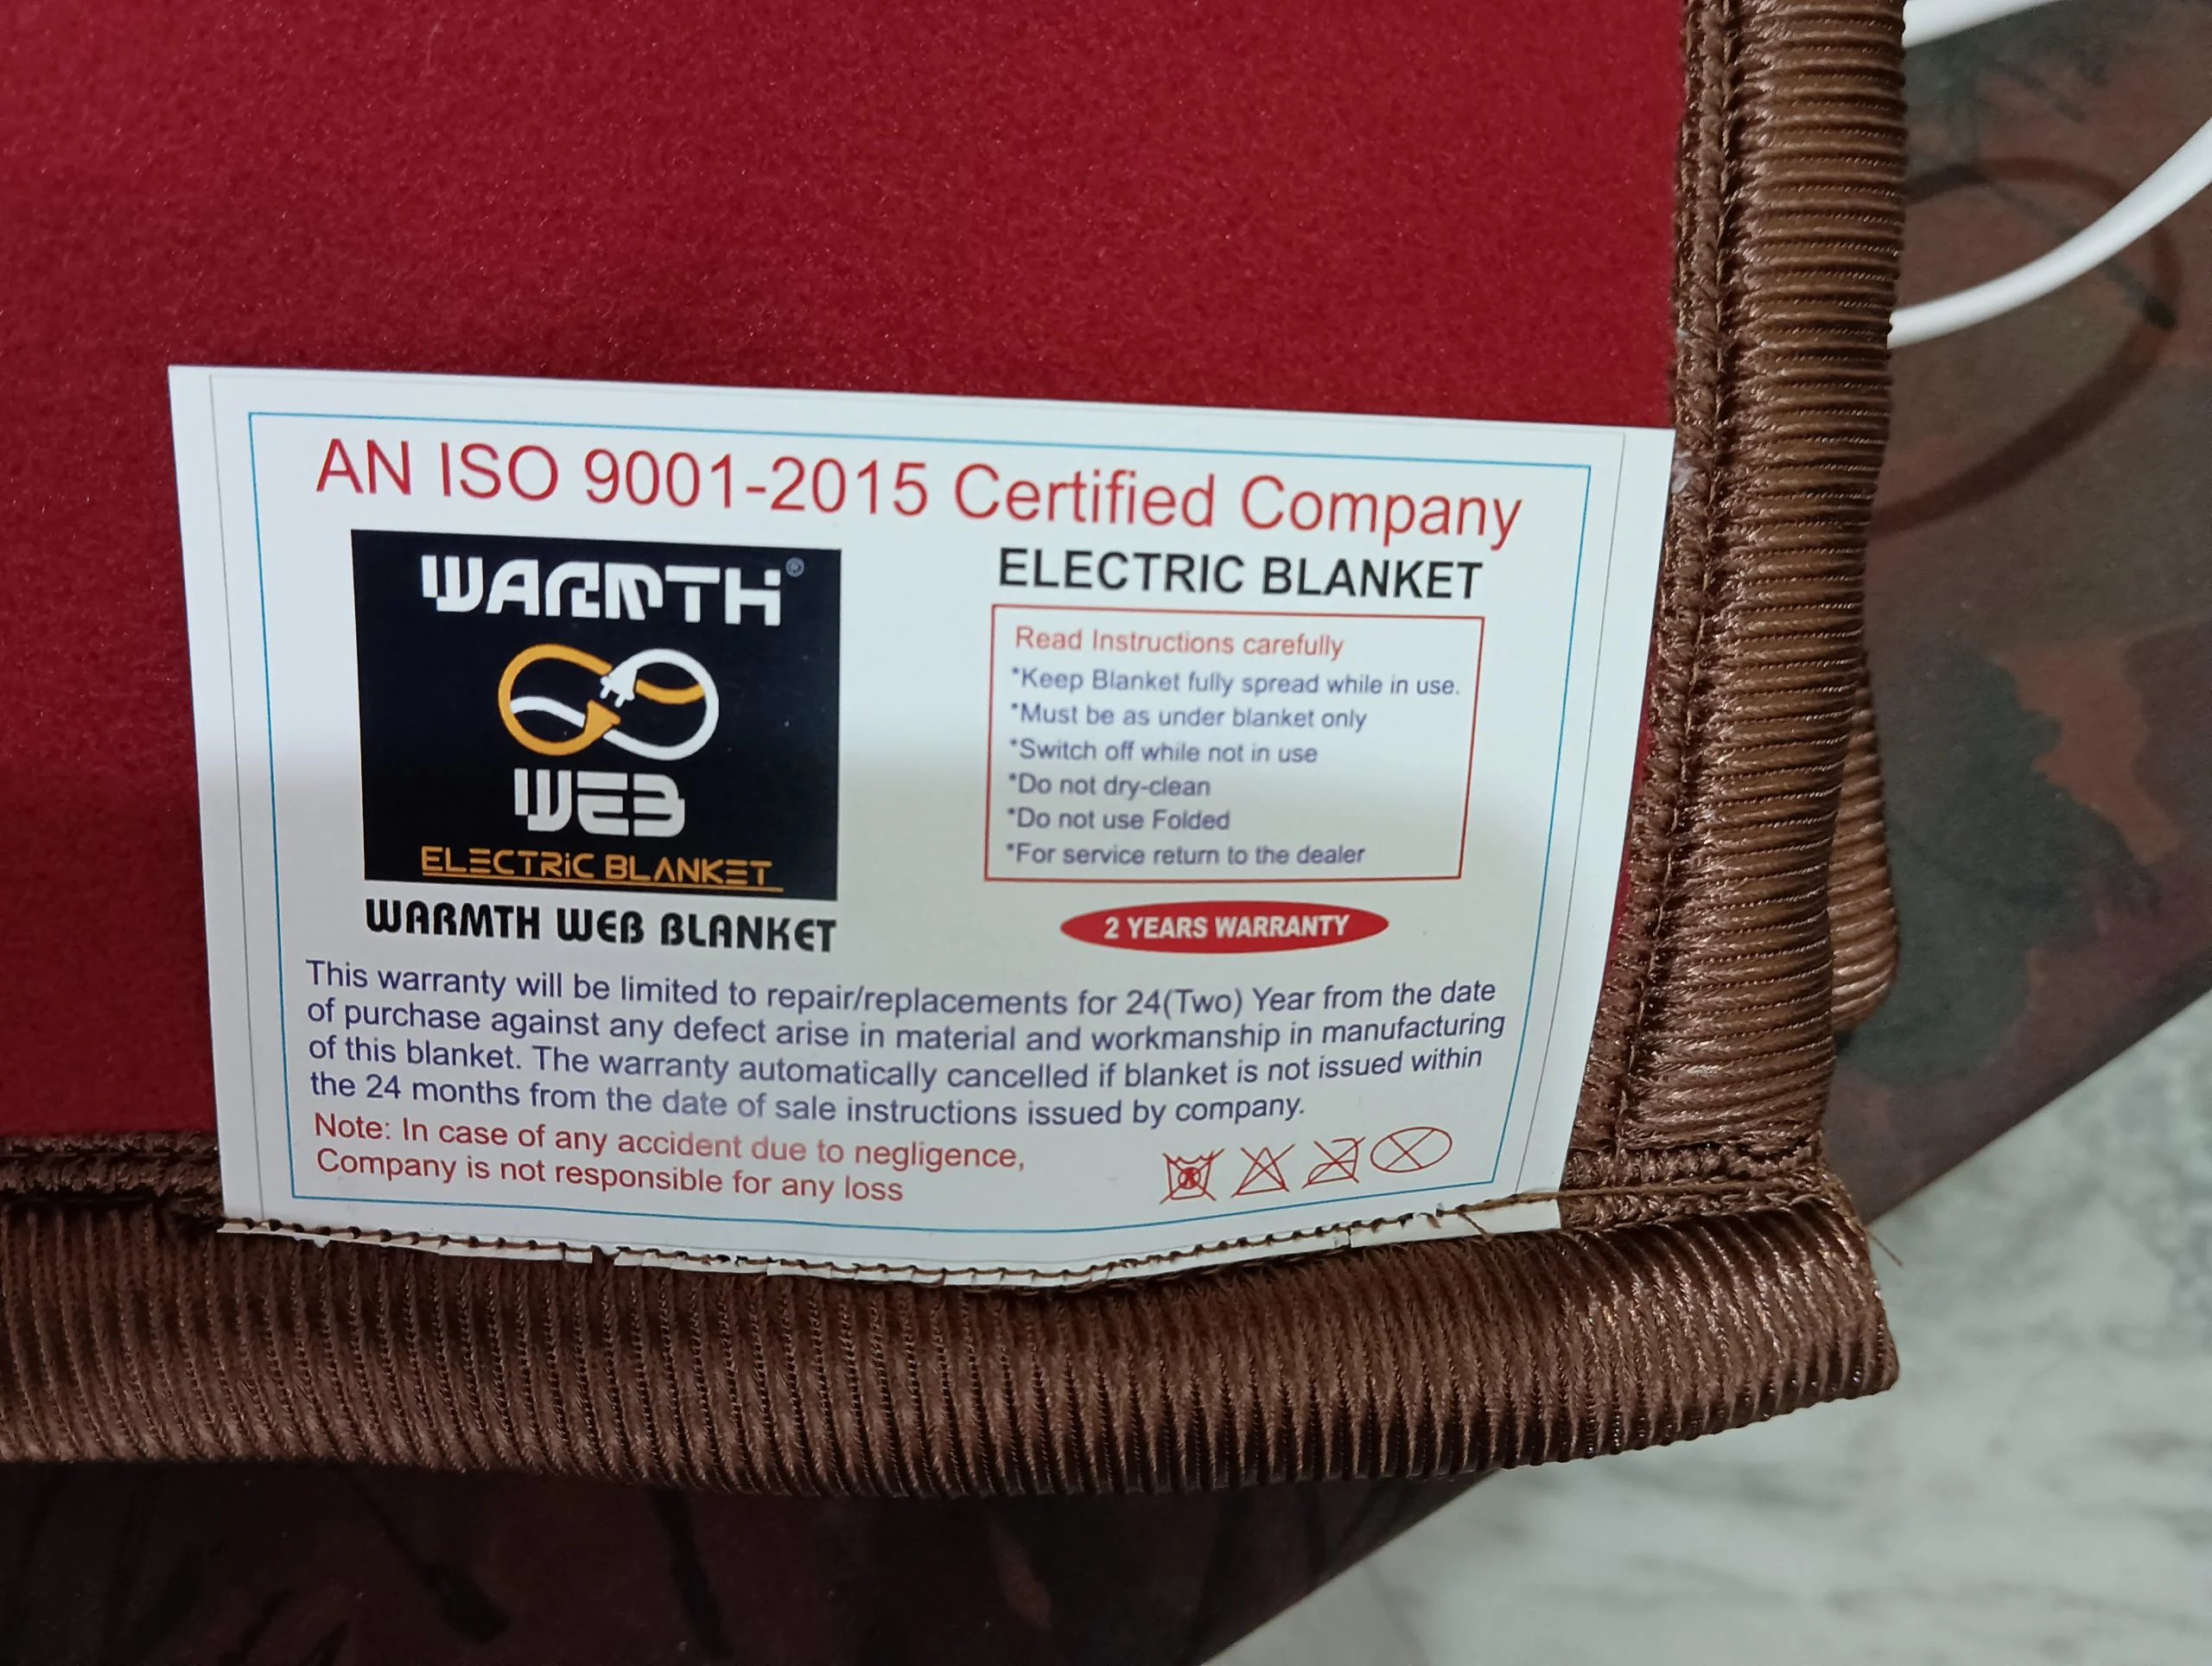 AN ISO 9001-2015 Certified Company
WARMTH®
WEB
ELECTRiC BLANKET
WARMTH WEB BLANKET
ELECTRIC BLANKET
Read Instructions carefully
*Keep Blanket fully spread while in use.
*Must be as under blanket only
*Switch off while not in use
*Do not dry-clean
*Do not use Folded
*For service return to the dealer
2 YEARS WARRANTY
This warranty will be limited to repair/replacements for 24(Two) Year from the date
of purchase against any defect arise in material and workmanship in manufacturing
of this blanket. The warranty automatically cancelled if blanket is not issued within
the 24 months from the date of sale instructions issued by company.
Note: In case of any accident due to negligence,
Company is not responsible for any loss